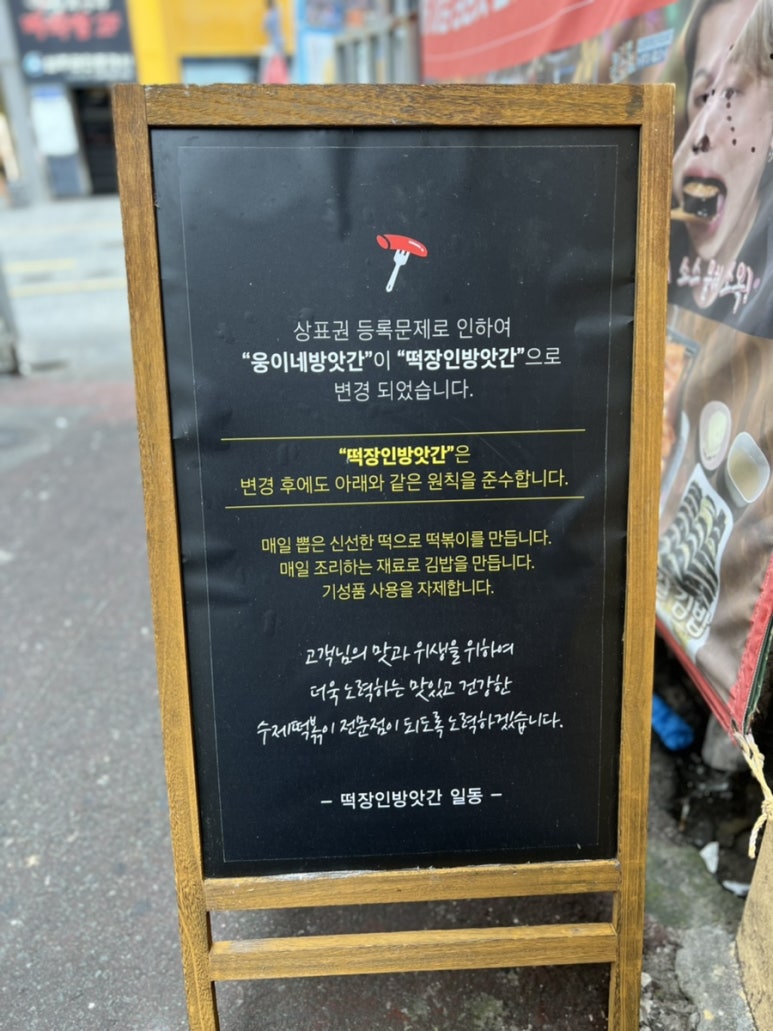 상표권 등록문제로 인하여
“웅이네방앗간”이 “떡장인방앗간”으로
변경 되었습니다.
“떡장인방앗간”은
변경 후에도 아래와 같은 원칙을 준수합니다.
매일 뽑은 신선한 떡으로 떡볶이를 만듭니다.
매일 조리하는 재료로 김밥을 만듭니다.
기성품 사용을 자제합니다.
고객님의 맛과 위생을 위하여
더욱 노력하는 맛있고 건강한
수제떡볶이 전문점이 되도록 노력하겠습니다.
– 떡장인방앗간 일동 –